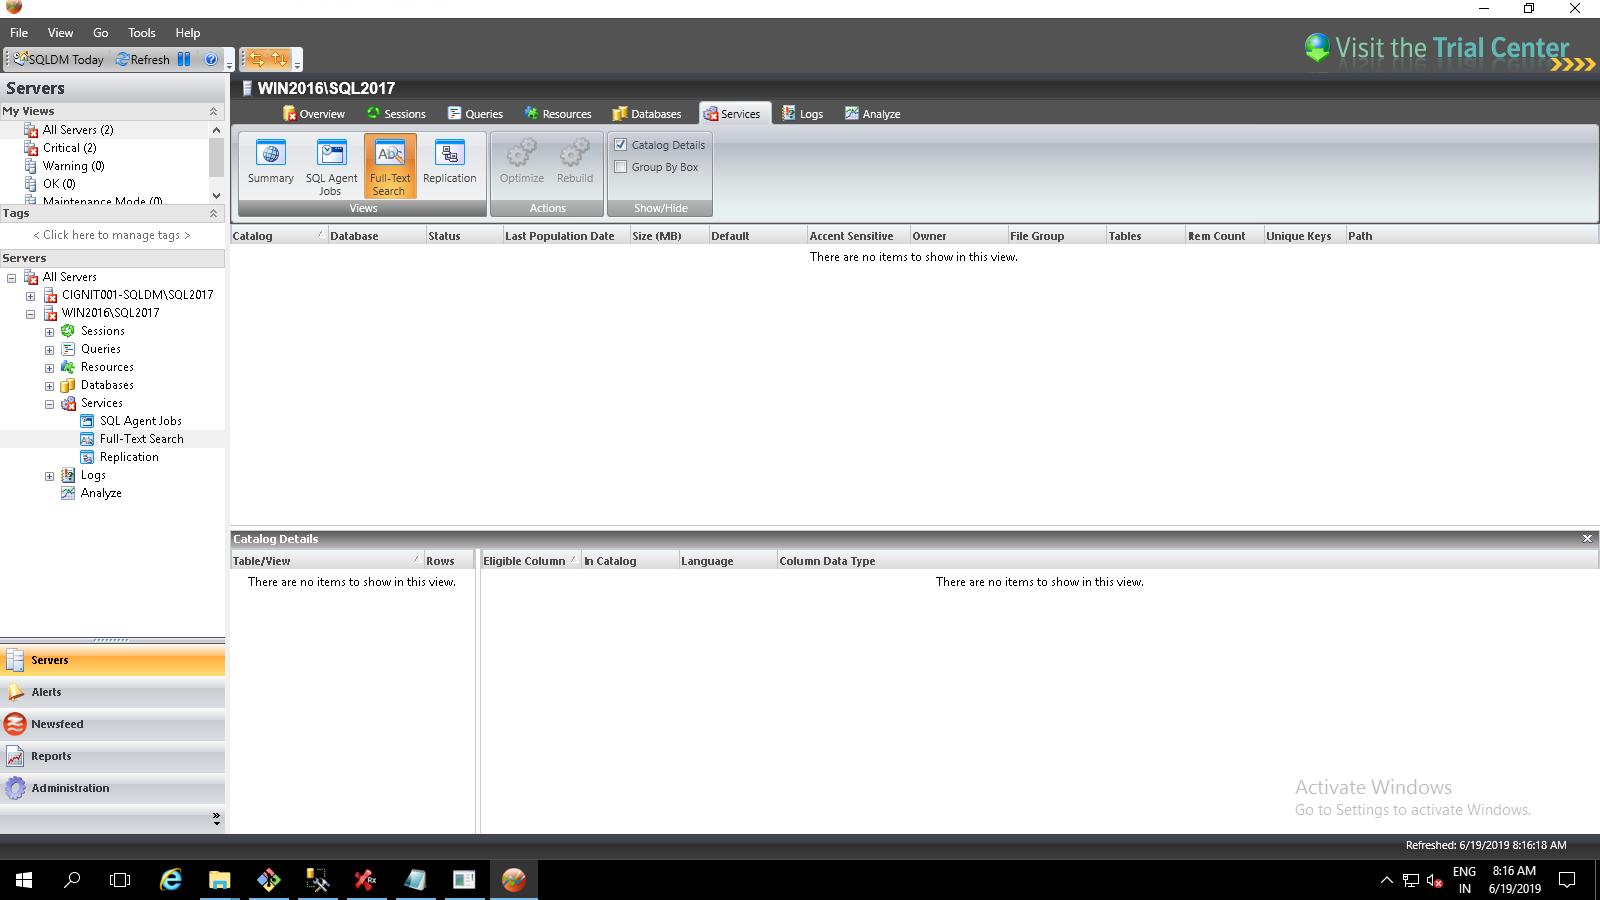 File View Go Tools Help
Visit the Trial Center
SQLDM Today Refresh
Servers
WIN2016\SQL2017
My Views
Overview Sessions Queries Resources Databases Services Logs Analyze
All Servers (2)
Critical (2)
Warning (0)
OK (0)
Maintenance Mode (0)
Summary
SQL Agent Jobs
Full-Text Search
Replication
Views
Optimize Rebuild
Actions
Catalog Details
Group By Box
Show/Hide
Tags
< Click here to manage tags >
Catalog Database Status Last Population Date Size (MB) Default Accent Sensitive Owner File Group Tables Item Count Unique Keys Path
There are no items to show in this view.
Servers
All Servers
CIGNIT001-SQLDM\SQL2017
WIN2016\SQL2017
Sessions
Queries
Resources
Databases
Services
SQL Agent Jobs
Full-Text Search
Replication
Logs
Analyze
Catalog Details
Table/View Rows Eligible Column In Catalog Language Column Data Type
There are no items to show in this view. There are no items to show in this view.
Servers
Alerts
Newsfeed
Reports
Administration
Activate Windows
Go to Settings to activate Windows.
Refreshed: 6/19/2019 8:16:18 AM
ENG
IN
8:16 AM
6/19/2019